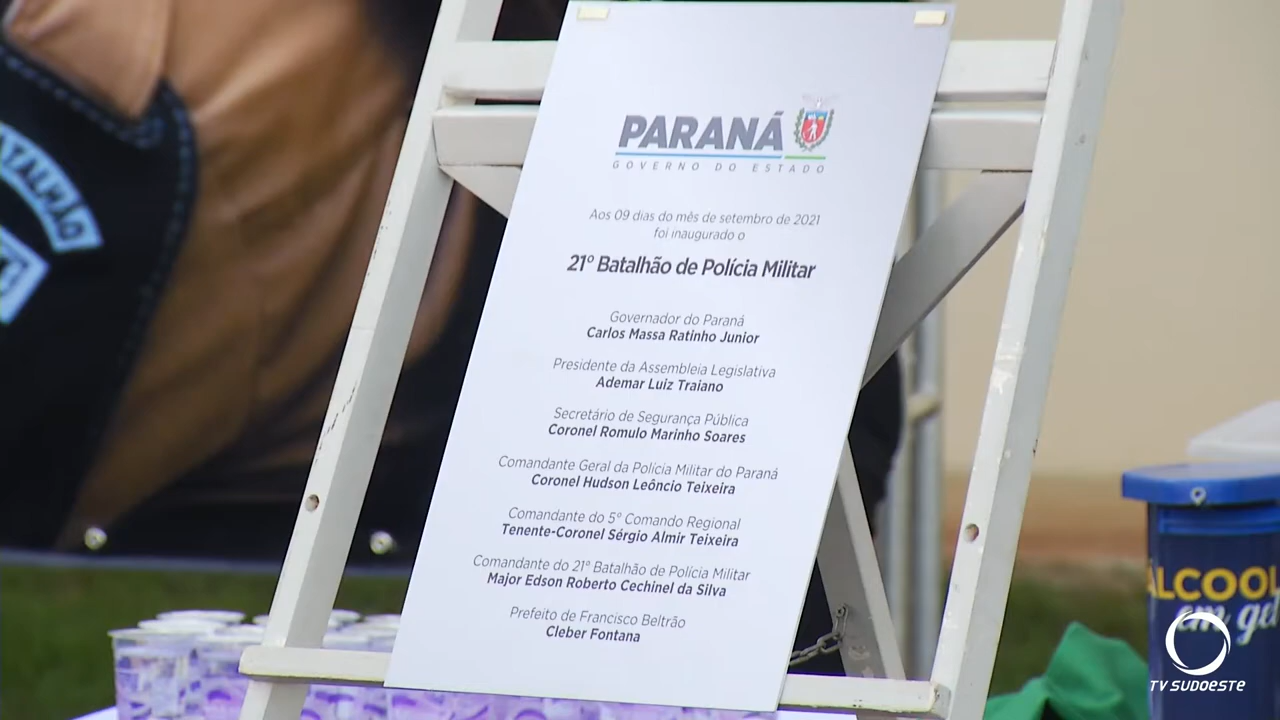 PARANÁ
GOVERNO DO ESTADO
Aos 09 dias do mês de setembro de 2021
foi inaugurado o
21º Batalhão de Polícia Militar
Governador do Paraná
Carlos Massa Ratinho Junior
Presidente da Assembleia Legislativa
Ademar Luiz Traiano
Secretário de Segurança Pública
Coronel Romulo Marinho Soares
Comandante Geral da Polícia Militar do Paraná
Coronel Hudson Leôncio Teixeira
Comandante do 5º Comando Regional
Tenente-Coronel Sérgio Almir Teixeira
Comandante do 21º Batalhão de Polícia Militar
Major Edson Roberto Cechinel da Silva
Prefeito de Francisco Beltrão
Cleber Fontana
ATALHÃO
ÁLCOOL
em gel
TV SUDOESTE